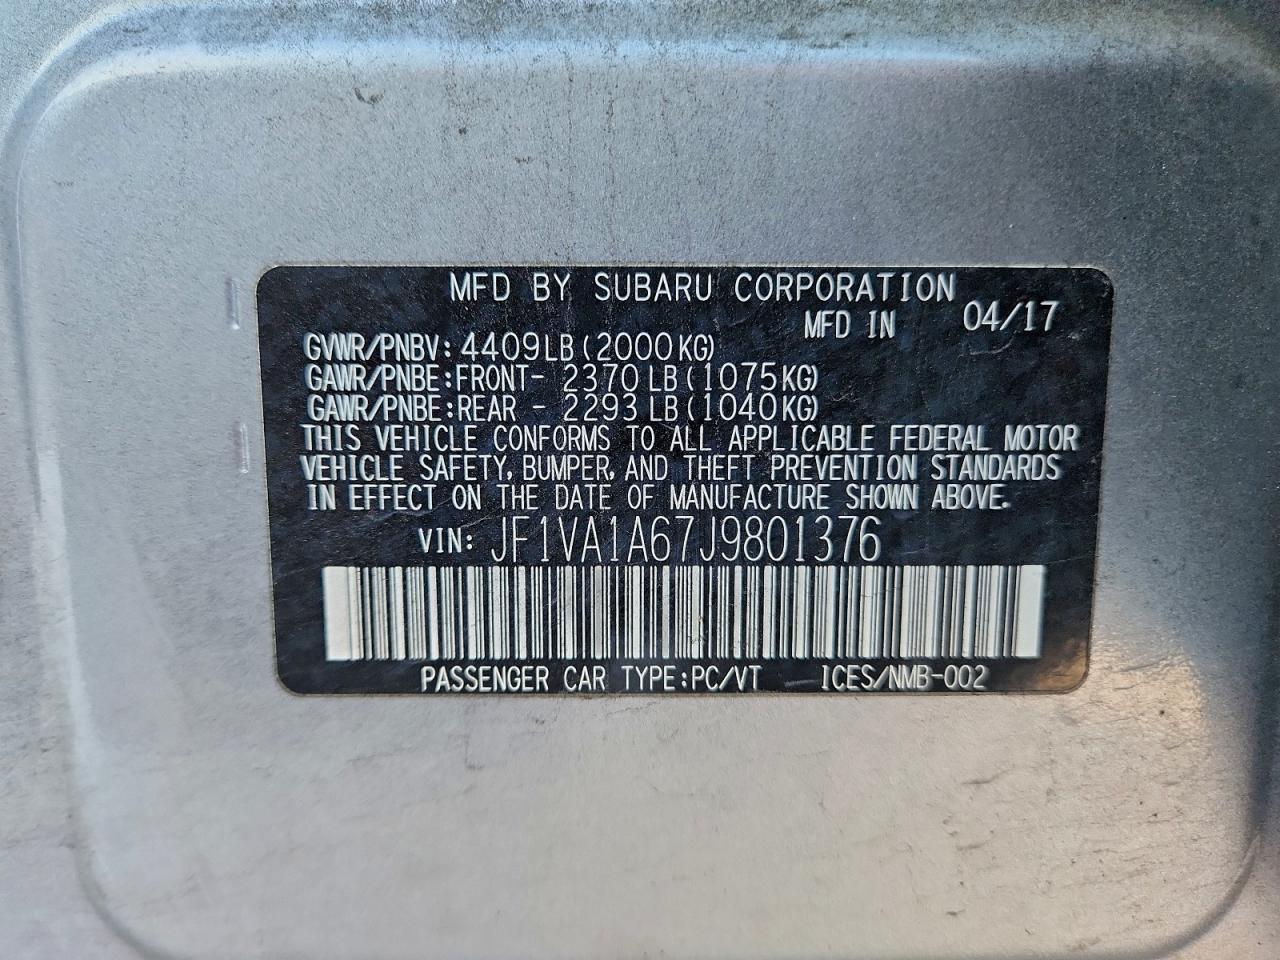 MFD BY SUBARU CORPORATION
MFD IN 04/17
GVWR/PNBV: 4409LB(2000KG)
GAWR/PNBE:FRONT- 2370LB(1075KG)
GAWR/PNBE:REAR - 2293LB(1040KG)
THIS VEHICLE CONFORMS TO ALL APPLICABLE FEDERAL MOTOR
VEHICLE SAFETY, BUMPER, AND THEFT PREVENTION STANDARDS
IN EFFECT ON THE DATE OF MANUFACTURE SHOWN ABOVE.
VIN: JF1VA1A67J9801376
PASSENGER CAR TYPE:PC/VT ICES/NMB-002